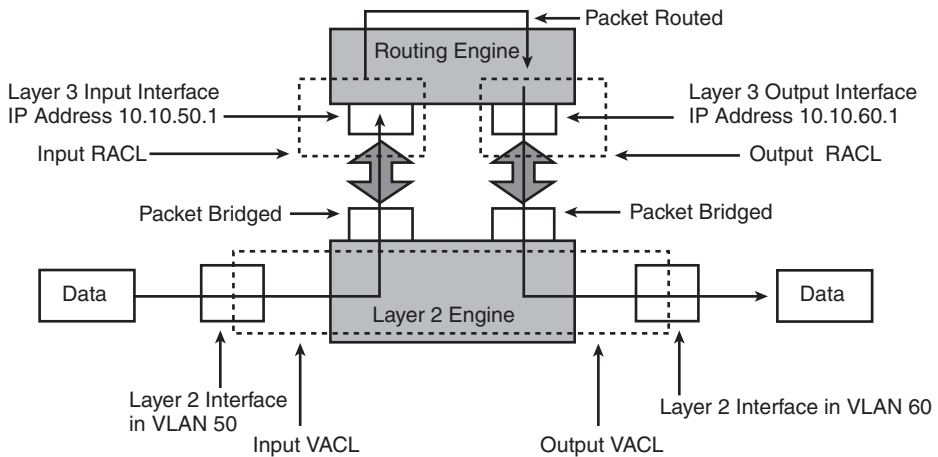 Packet Routed
Routing Engine
Layer 3 Input Interface
IP Address 10.10.50.1
Layer 3 Output Interface
IP Address 10.10.60.1
Input RACL
Output RACL
Packet Bridged
Packet Bridged
Data
Layer 2 Engine
Data
Layer 2 Interface
in VLAN 50
Layer 2 Interface in VLAN 60
Input VACL
Output VACL